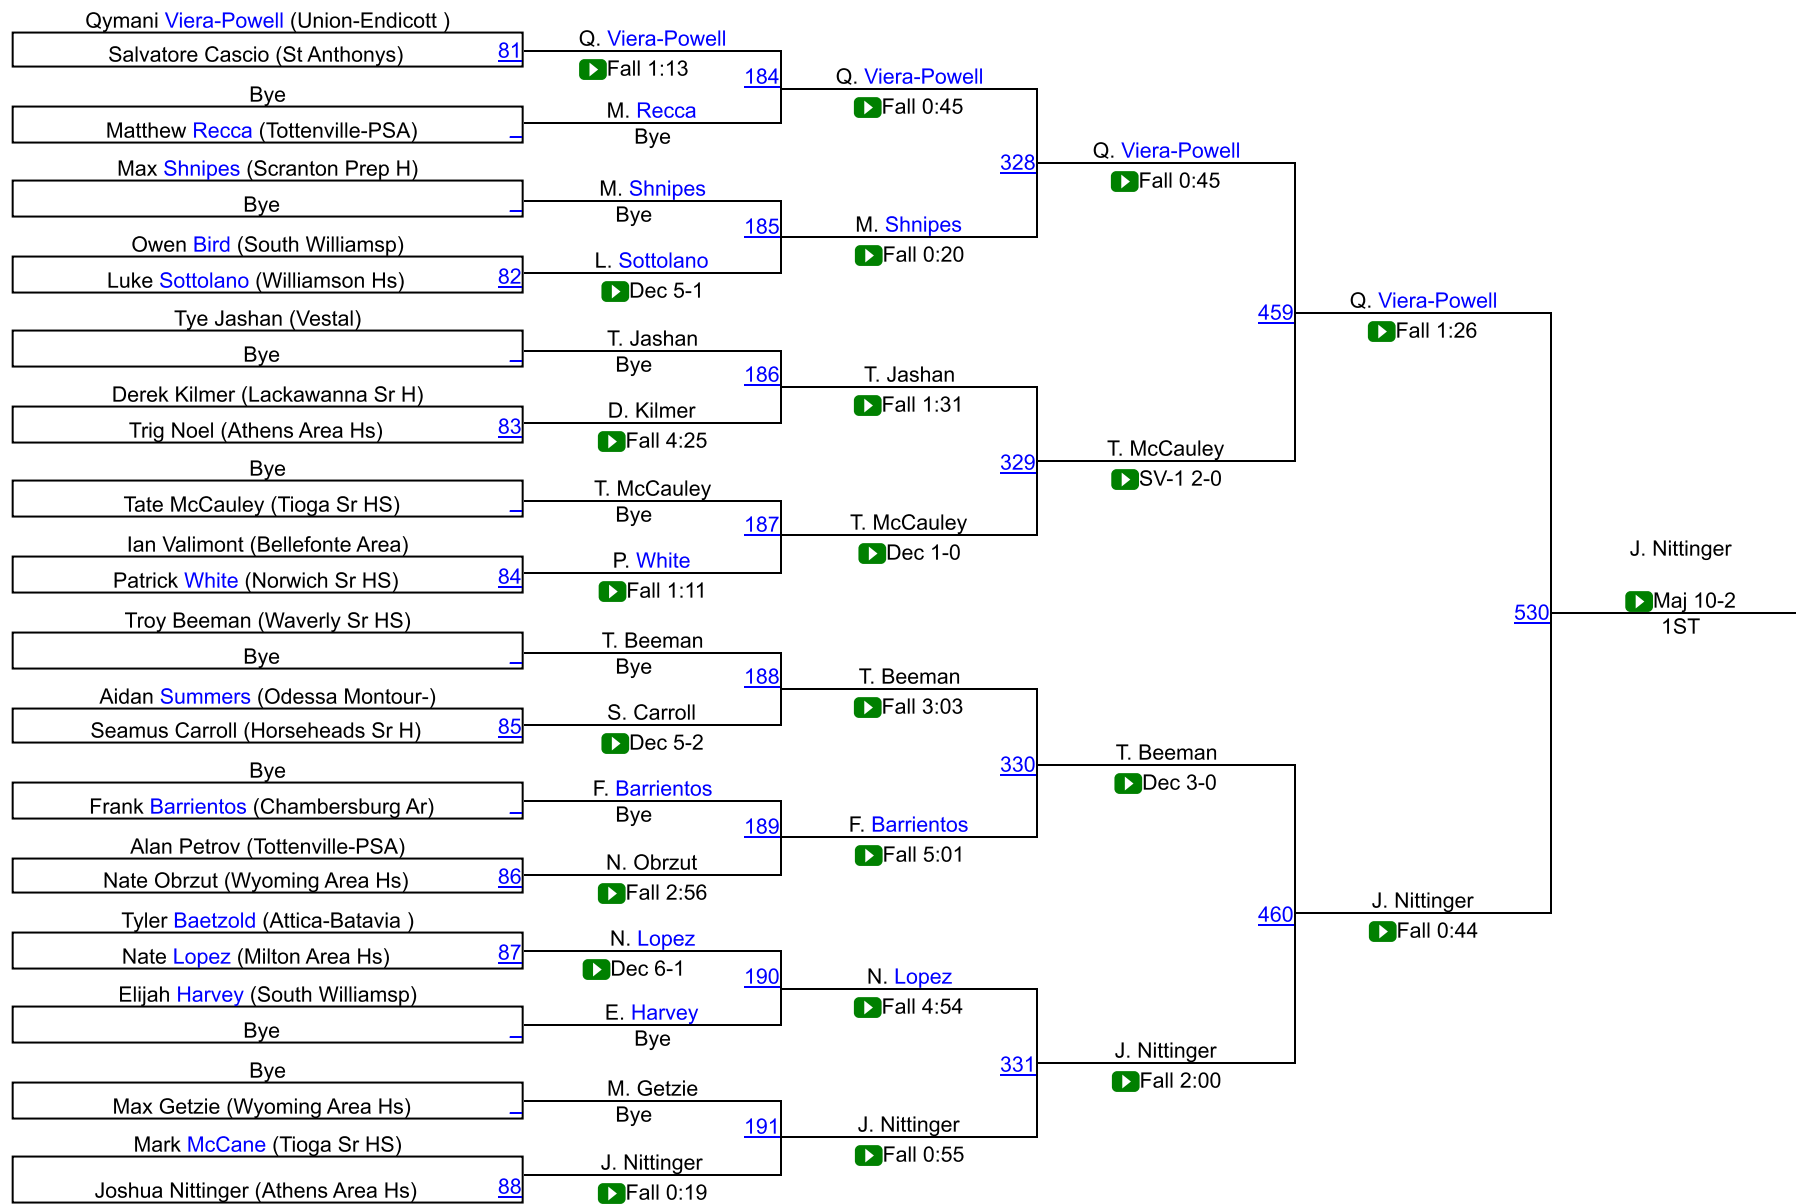 Qymani Viera-Powell (Union-Endicott )
Salvatore Cascio (St Anthonys) 81
Bye
Matthew Recca (Tottenville-PSA)
Max Shnipes (Scranton Prep H)
Bye
Owen Bird (South Williamsp)
Luke Sottolano (Williamson Hs) 82
Tye Jashan (Vestal)
Bye
Derek Kilmer (Lackawanna Sr H)
Trig Noel (Athens Area Hs) 83
Bye
Tate McCauley (Tioga Sr HS)
Ian Valimont (Bellefonte Area)
Patrick White (Norwich Sr HS) 84
Troy Beeman (Waverly Sr HS)
Bye
Aidan Summers (Odessa Montour-)
Seamus Carroll (Horseheads Sr H) 85
Bye
Frank Barrientos (Chambersburg Ar)
Alan Petrov (Tottenville-PSA)
Nate Obrzut (Wyoming Area Hs) 86
Tyler Baetzold (Attica-Batavia )
Nate Lopez (Milton Area Hs) 87
Elijah Harvey (South Williamsp)
Bye
Bye
Max Getzie (Wyoming Area Hs)
Mark McCane (Tioga Sr HS)
Joshua Nittinger (Athens Area Hs) 88
Q. Viera-Powell
Fall 1:13
184
M. Recca
Bye
M. Shnipes
Bye
185
L. Sottolano
Dec 5-1
T. Jashan
Bye
186
D. Kilmer
Fall 4:25
T. McCauley
Bye
187
P. White
Fall 1:11
T. Beeman
Bye
188
S. Carroll
Dec 5-2
F. Barrientos
Bye
189
N. Obrzut
Fall 2:56
N. Lopez
Dec 6-1
190
E. Harvey
Bye
M. Getzie
Bye
191
J. Nittinger
Fall 0:19
Q. Viera-Powell
Fall 0:45
328
M. Shnipes
Fall 0:20
T. Jashan
Fall 1:31
329
T. McCauley
Dec 1-0
T. Beeman
Fall 3:03
330
F. Barrientos
Fall 5:01
N. Lopez
Fall 4:54
331
J. Nittinger
Fall 0:55
Q. Viera-Powell
Fall 0:45
459
T. McCauley
SV-1 2-0
T. Beeman
Dec 3-0
460
J. Nittinger
Fall 2:00
Q. Viera-Powell
Fall 1:26
530
J. Nittinger
Fall 0:44
J. Nittinger
Maj 10-2
1ST